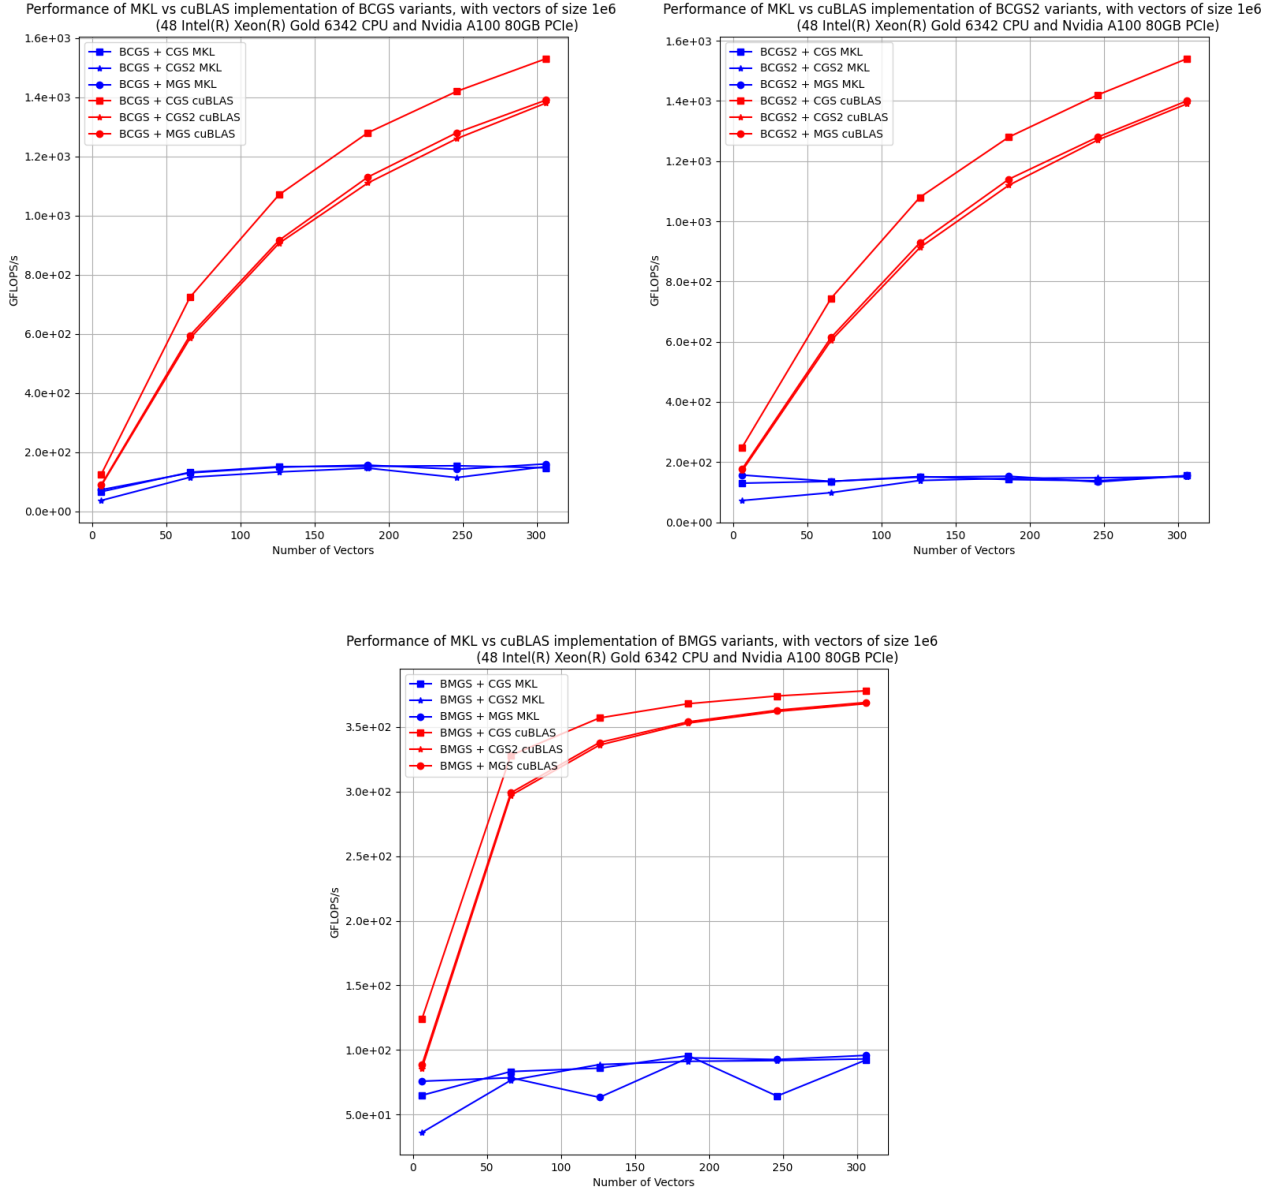 Performance of MKL vs cuBLAS implementation of BCGS variants, with vectors of size 1e6
(48 Intel(R) Xeon(R) Gold 6342 CPU and Nvidia A100 80GB PCIe)
1.6e+03
1.4e+03
1.2e+03
1.0e+03
8.0e+02
6.0e+02
4.0e+02
2.0e+02
0.0e+00
GFLOPS/s
BCGS + CGS MKL
BCGS + CGS2 MKL
BCGS + MGS MKL
BCGS + CGS cuBLAS
BCGS + CGS2 cuBLAS
BCGS + MGS cuBLAS
0 50 100 150 200 250 300
Number of Vectors
Performance of MKL vs cuBLAS implementation of BCGS2 variants, with vectors of size 1e6
(48 Intel(R) Xeon(R) Gold 6342 CPU and Nvidia A100 80GB PCIe)
1.6e+03
1.4e+03
1.2e+03
1.0e+03
8.0e+02
6.0e+02
4.0e+02
2.0e+02
0.0e+00
GFLOPS/s
BCGS2 + CGS MKL
BCGS2 + CGS2 MKL
BCGS2 + MGS MKL
BCGS2 + CGS cuBLAS
BCGS2 + CGS2 cuBLAS
BCGS2 + MGS cuBLAS
0 50 100 150 200 250 300
Number of Vectors
Performance of MKL vs cuBLAS implementation of BMGS variants, with vectors of size 1e6
(48 Intel(R) Xeon(R) Gold 6342 CPU and Nvidia A100 80GB PCIe)
3.5e+02
3.0e+02
2.5e+02
2.0e+02
1.5e+02
1.0e+02
5.0e+01
GFLOPS/s
BMGS + CGS MKL
BMGS + CGS2 MKL
BMGS + MGS MKL
BMGS + CGS cuBLAS
BMGS + CGS2 cuBLAS
BMGS + MGS cuBLAS
0 50 100 150 200 250 300
Number of Vectors